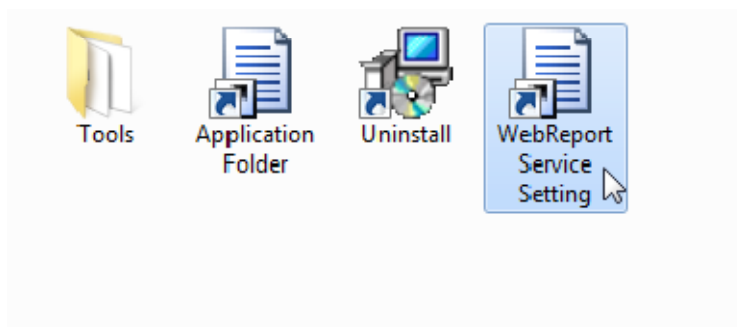 Tools
Application
Folder
Uninstall
WebReport
Service
Setting